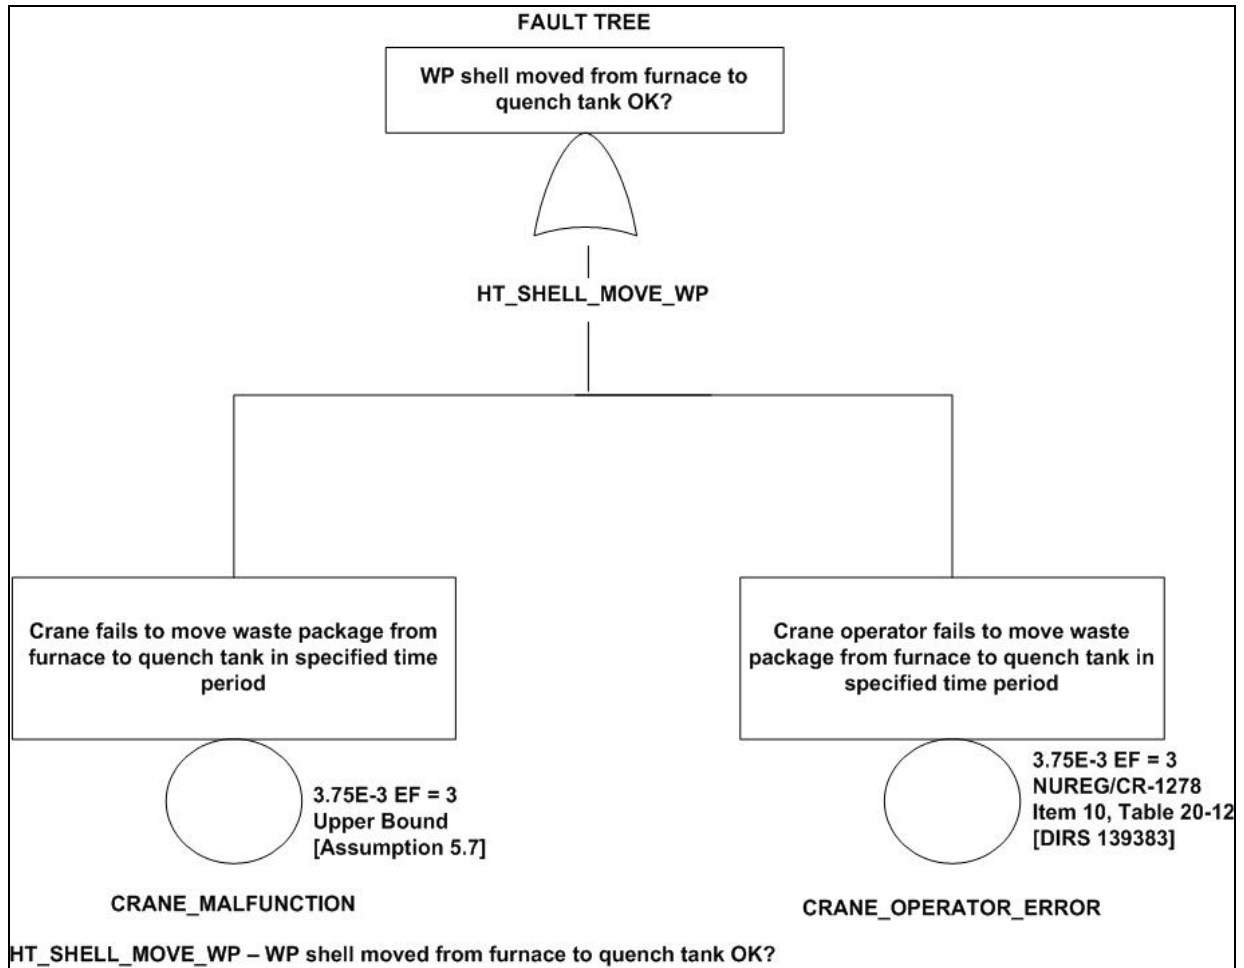 FAULT TREE
WP shell moved from furnace to
quench tank OK?
HT_SHELL_MOVE_WP
Crane fails to move waste package from
furnace to quench tank in specified time
period
Crane operator fails to move waste
package from furnace to quench tank in
specified time period
3.75E-3 EF = 3
Upper Bound
[Assumption 5.7]
3.75E-3 EF = 3
NUREG/CR-1278
Item 10, Table 20-12
[DIRS 139383]
CRANE_MALFUNCTION
CRANE_OPERATOR_ERROR
HT_SHELL_MOVE_WP – WP shell moved from furnace to quench tank OK?